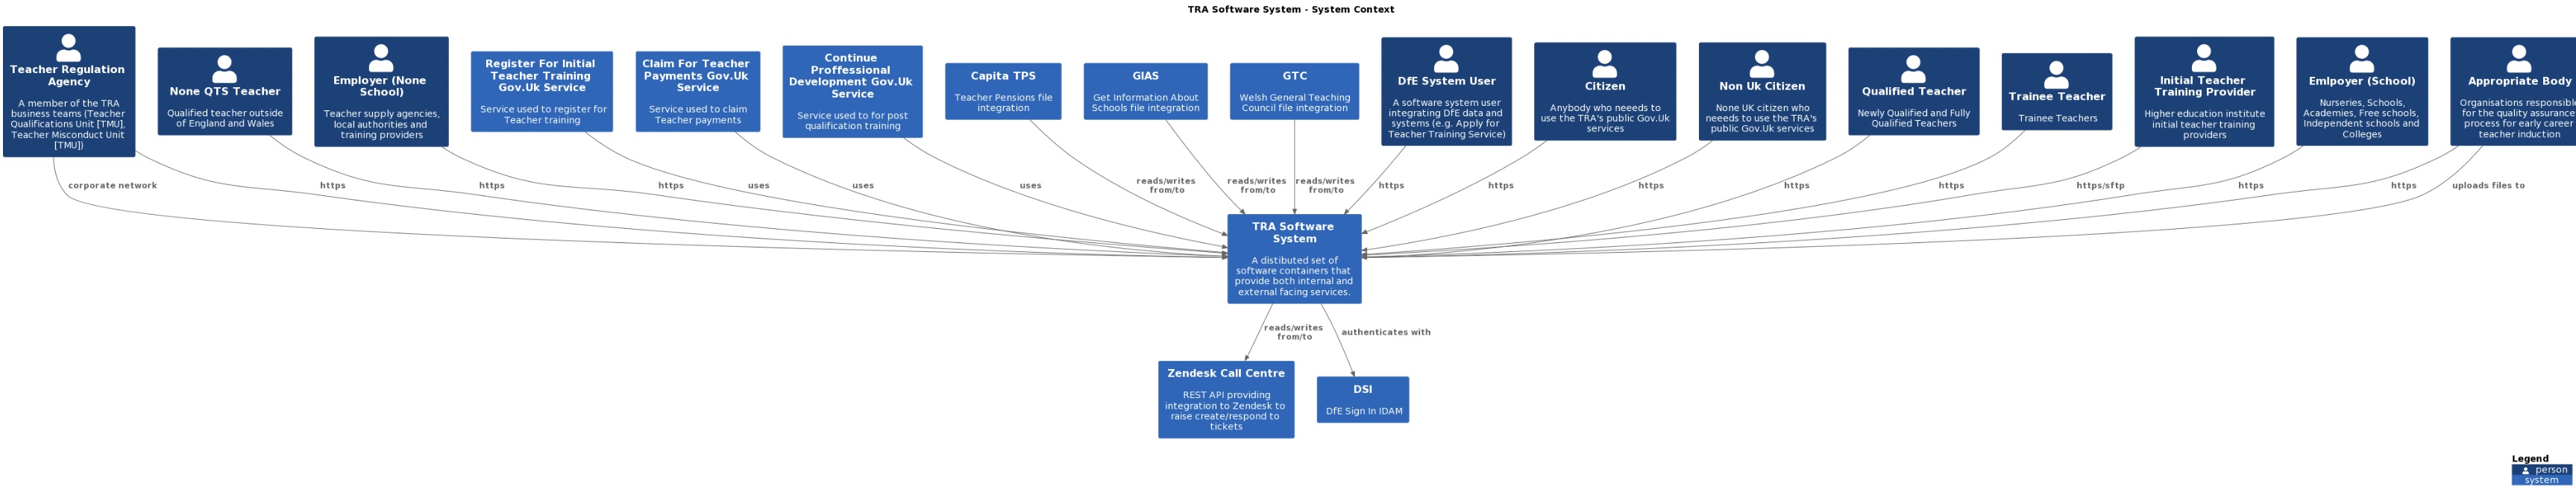 TRA Software System - System Context
Teacher Regulation
Agency
A member of the TRA
business teams (Teacher
Qualifications Unit [TMU],
Teacher Misconduct Unit
[TMU])
None QTS Teacher
Qualified teacher outside
of England and Wales
Employer (None
School)
Teacher supply agencies,
local authorities and
training providers
Register For Initial
Teacher Training
Gov.Uk Service
Service used to register for
Teacher training
Claim For Teacher
Payments Gov.Uk
Service
Service used to claim
Teacher payments
Continue
Proffessional
Development Gov.Uk
Service
Service used to for post
qualification training
Capita TPS
Teacher Pensions file
integration
GIAS
Get Information About
Schools file integration
GTC
Welsh General Teaching
Council file integration
DfE System User
A software system user
integrating DfE data and
systems (e.g. Apply for
Teacher Training Service)
Citizen
Anybody who neeeds to
use the TRA's public Gov.Uk
services
Non Uk Citizen
None UK citizen who
neeeds to use the TRA's
public Gov.Uk services
Qualified Teacher
Newly Qualified and Fully
Qualified Teachers
Trainee Teacher
Trainee Teachers
Initial Teacher
Training Provider
Higher education institute
initial teacher training
providers
Emlpoyer (School)
Nurseries, Schools,
Academies, Free schools,
Independent schools and
Colleges
Appropriate Body
Organisations responsible
for the quality assurance
process for early career
teacher induction
corporate network
https
https
https
uses
uses
uses
reads/writes
from/to
reads/writes
from/to
reads/writes
from/to
https
https
https
https
https
https/sftp
https
https
uploads files to
TRA Software
System
A distibuted set of
software containers that
provide both internal and
external facing services.
reads/writes
from/to
authenticates with
Zendesk Call Centre
REST API providing
integration to Zendesk to
raise create/respond to
tickets
DSI
DfE Sign In IDAM
Legend
person
system